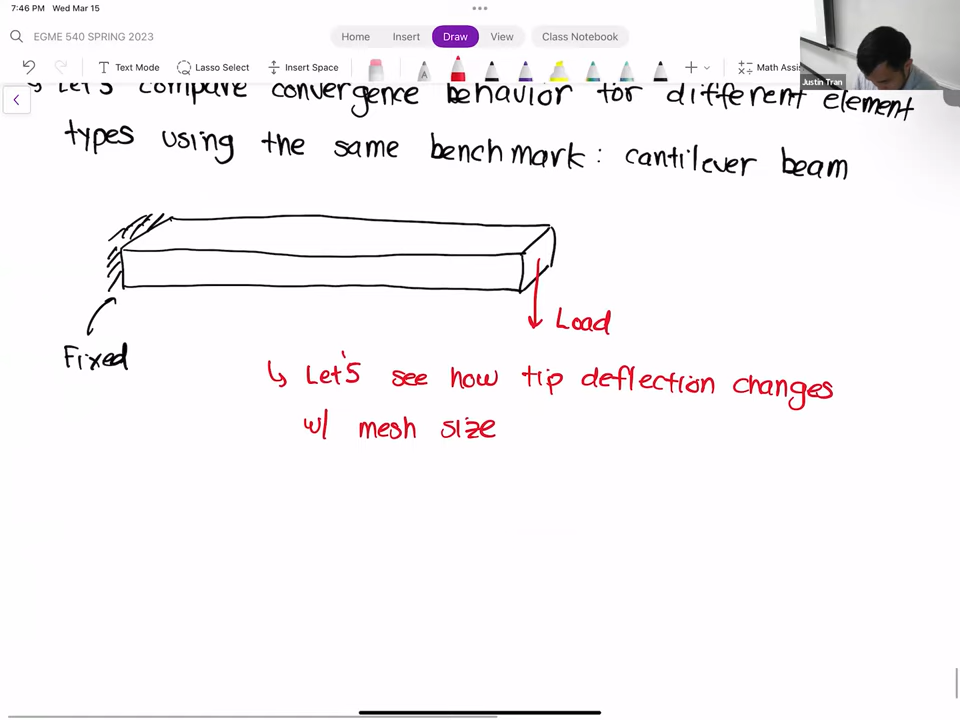 7:46 PM Wed Mar 15
EGME 540 SPRING 2023
Home Insert Draw View Class Notebook
Text Mode Lasso Select Insert Space Math Assis
Justin Tran
Let's compare convergence behavior for different element
types using the same benchmark: cantilever beam
Load
Fixed
Let's see how tip deflection changes
w/ mesh size